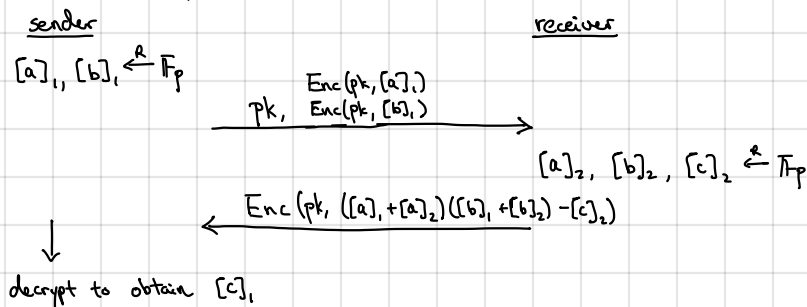 sender
receiver
[a]₁, [b]₁ ←ᴿ 𝔽ₚ
Enc(pk, [a]₁)
pk, Enc(pk, [b]₁)
[a]₂, [b]₂, [c]₂ ←ᴿ 𝔽ₚ
Enc(pk, ([a]₁+[a]₂)([b]₁+[b]₂) -[c]₂)
decrypt to obtain [c]₁